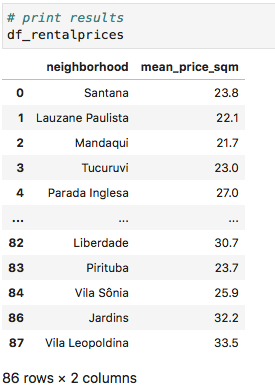 # print results
df_rentalprices
neighborhood mean_price_sqm
0 Santana 23.8
1 Lauzane Paulista 22.1
2 Mandaqui 21.7
3 Tucuruvi 23.0
4 Parada Inglesa 27.0
... ... ...
82 Liberdade 30.7
83 Pirituba 23.7
84 Vila Sônia 25.9
86 Jardins 32.2
87 Vila Leopoldina 33.5
86 rows × 2 columns